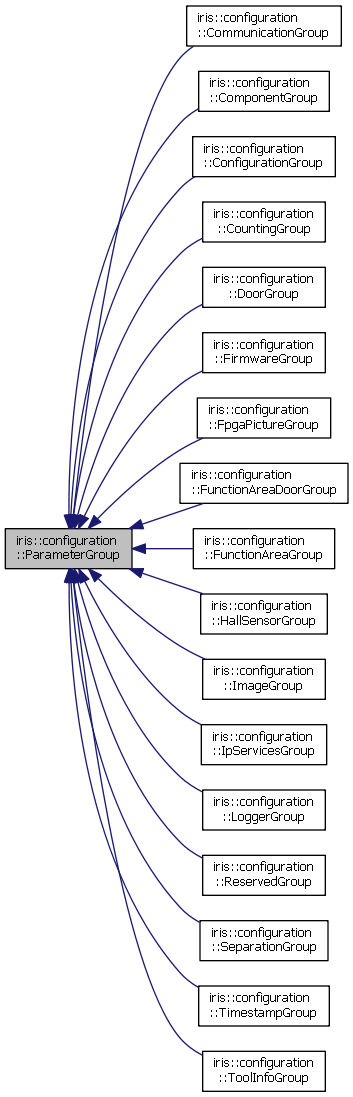 iris::configuration
::CommunicationGroup
iris::configuration
::ComponentGroup
iris::configuration
::ConfigurationGroup
iris::configuration
::CountingGroup
iris::configuration
::DoorGroup
iris::configuration
::FirmwareGroup
iris::configuration
::FpgaPictureGroup
iris::configuration
::FunctionAreaDoorGroup
iris::configuration
::ParameterGroup
iris::configuration
::FunctionAreaGroup
iris::configuration
::HallSensorGroup
iris::configuration
::ImageGroup
iris::configuration
::IpServicesGroup
iris::configuration
::LoggerGroup
iris::configuration
::ReservedGroup
iris::configuration
::SeparationGroup
iris::configuration
::TimestampGroup
iris::configuration
::ToolInfoGroup